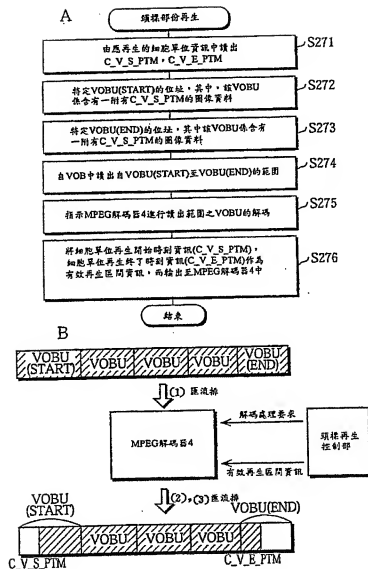 A
頭標部份再生
S271
由應再生的細胞單位資訊中讀出
C_V_S_PTM，C_V_E_PTM
S272
特定VOBU(START)的位址，其中，該VOBU
係含有一附有C_V_S_PTM的圖像資料
S273
特定VOBU(END)的位址，其中該VOBU係含有
一附有C_V_S_PTM的圖像資料
S274
自VOB中讀出自VOBU(START)至VOBU(END)的範圍
S275
指示MPEG解碼器4進行讀出範圍之VOBU的解碼
S276
將細胞單位再生開始時刻資訊(C_V_S_PTM)，
細胞單位再生終了時刻資訊(C_V_E_PTM)作為
有效再生區間資訊，而輸出至MPEG解碼器4中
結束
B
VOBU
(START)
VOBU
VOBU
VOBU
VOBU
(END)
(1) 匯流排
MPEG解碼器4
解碼處理要求
有效再生區間資訊
頭標再生
控制部
(2),(3)匯流排
VOBU
(START)
VOBU(END)
VOBU
VOBU
VOBU
C_V_S_PTM
C_V_E_PTM